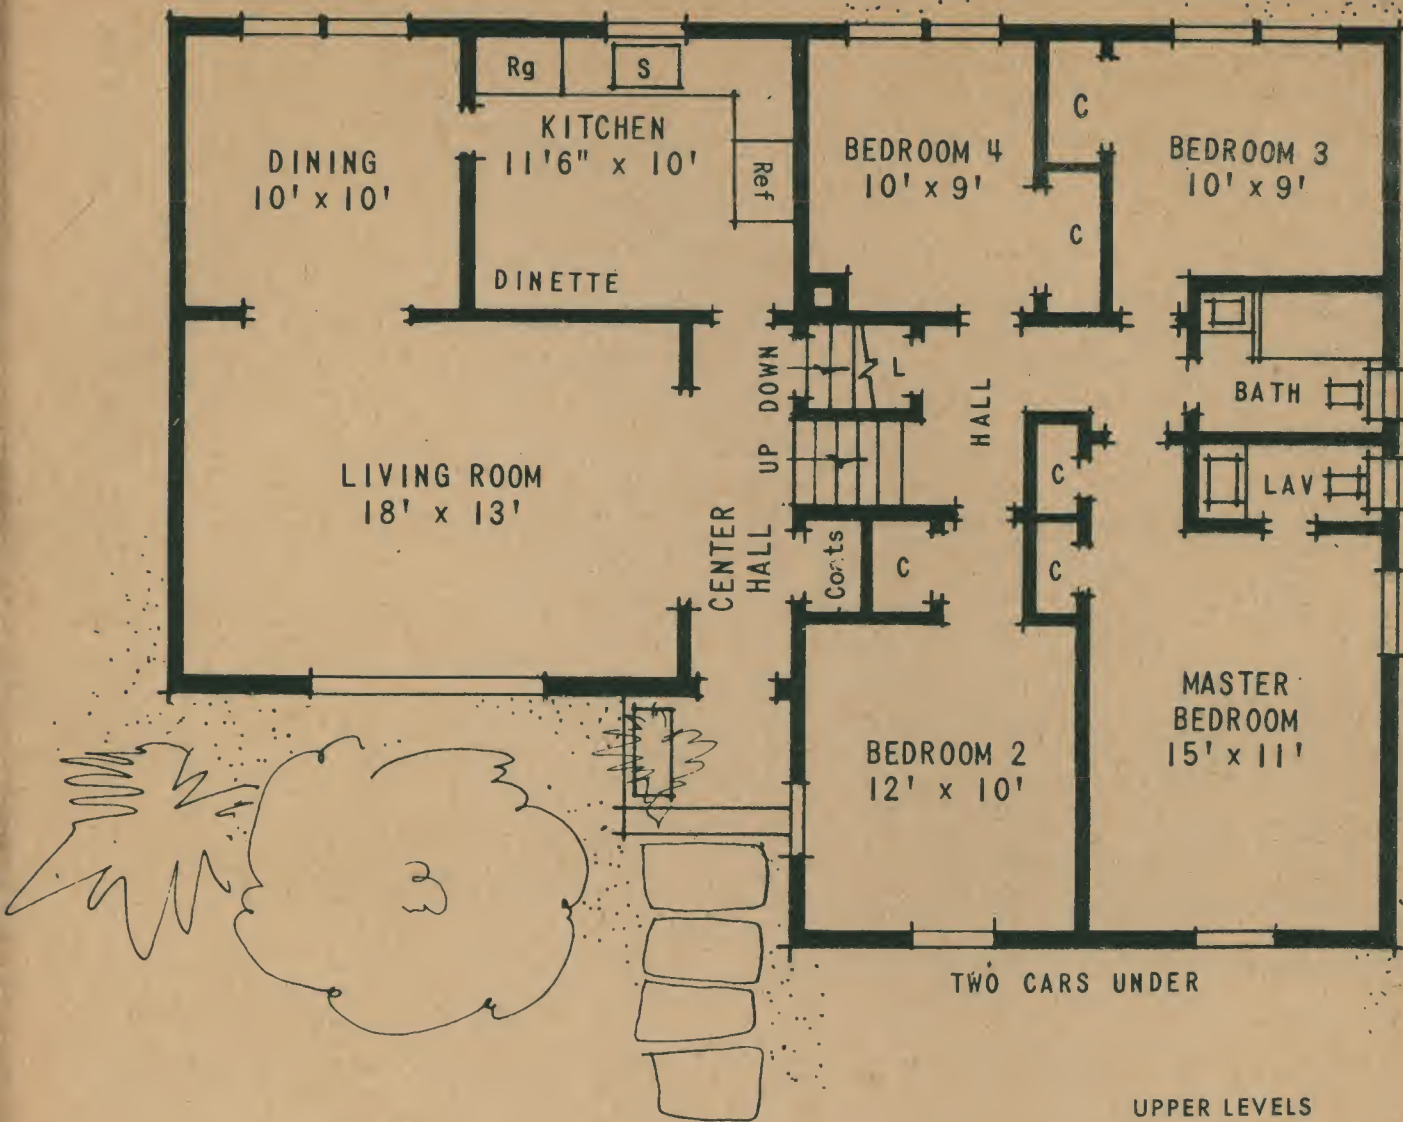 Rg
S
KITCHEN
11'6" x 10'
Ref
DINING
10' x 10'
DINETTE
BEDROOM 4
10' x 9'
C
C
BEDROOM 3
10' x 9'
DOWN
L
UP
HALL
BATH
LAV
LIVING ROOM
18' x 13'
CENTER
HALL
Coats
C
C
C
MASTER
BEDROOM
15' x 11'
BEDROOM 2
12' x 10'
TWO CARS UNDER
UPPER LEVELS